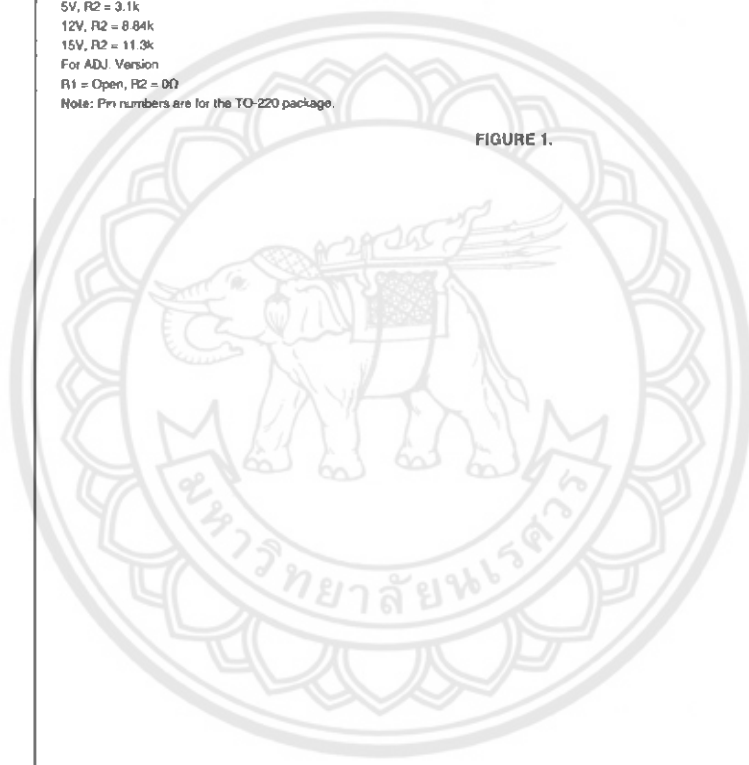 5V, R2 = 3.1k
12V, R2 = 8.84k
15V, R2 = 11.3k
For ADJ. Version
R1 = Open, R2 = 0Ω
Note: Pin numbers are for the TO-220 package.
FIGURE 1.
มหาวิทยาลัยนเรศวร